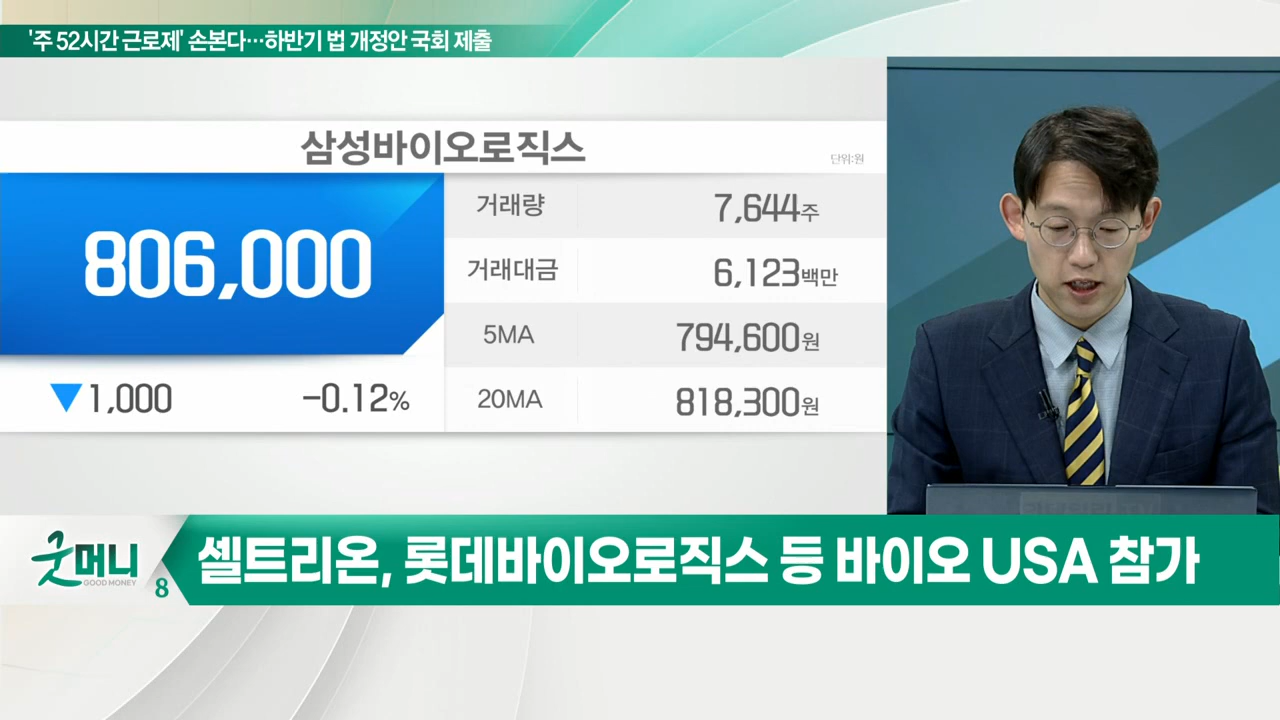 '주 52시간 근로제' 손본다…하반기 법 개정안 국회 제출
삼성바이오로직스
단위:원
806,000
▼1,000 -0.12%
거래량 7,644주
거래대금 6,123백만
5MA 794,600원
20MA 818,300원
굿머니
GOOD MONEY
8
셀트리온, 롯데바이오로직스 등 바이오 USA 참가